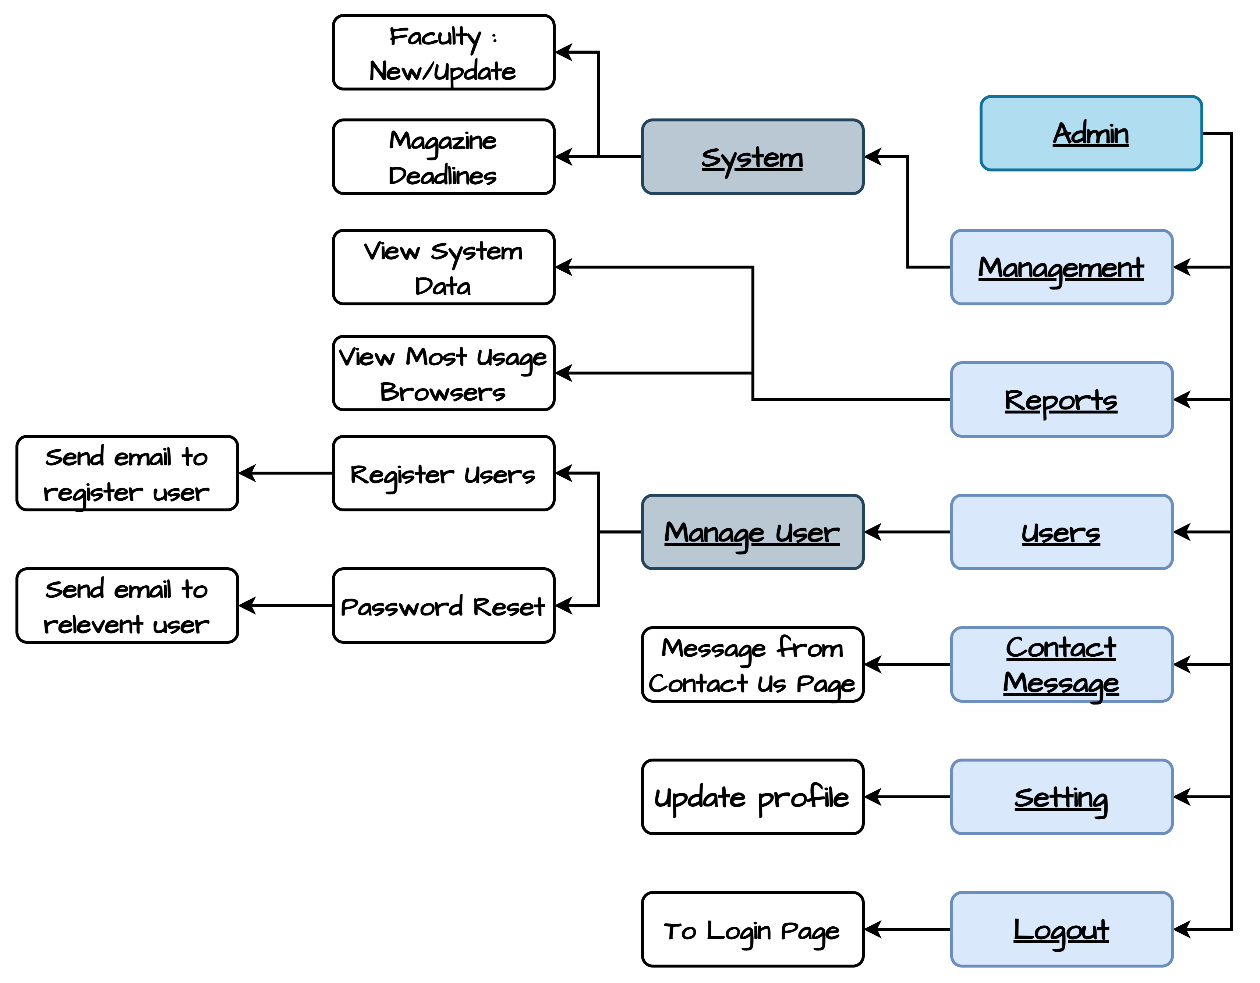 Faculty :
New/Update
Admin
Magazine
Deadlines
System
View System
Data
Management
View Most Usage
Browsers
Reports
Send email to
register user
Register Users
Manage User
Users
Send email to
relevent user
Password Reset
Message from
Contact Us Page
Contact
Message
Update profile
Setting
To Login Page
Logout